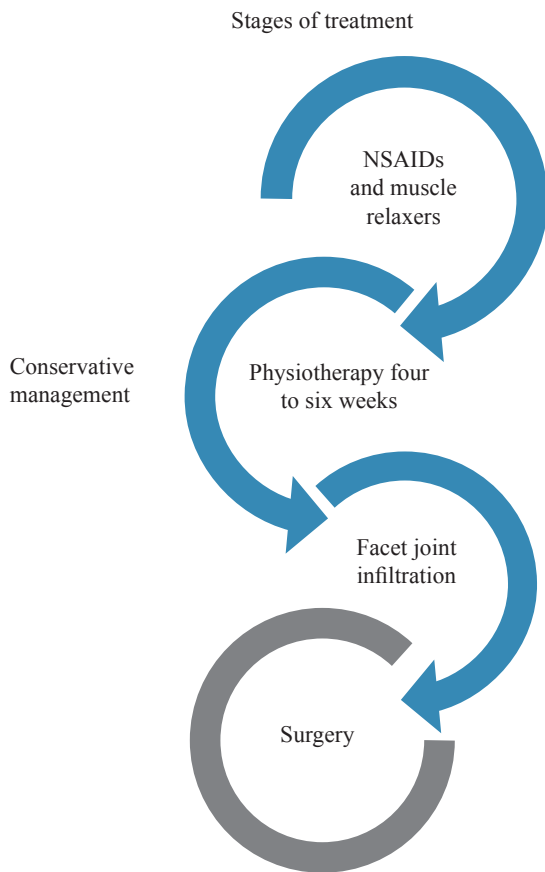 Stages of treatment
NSAIDs
and muscle
relaxers
Conservative
management
Physiotherapy four
to six weeks
Facet joint
infiltration
Surgery